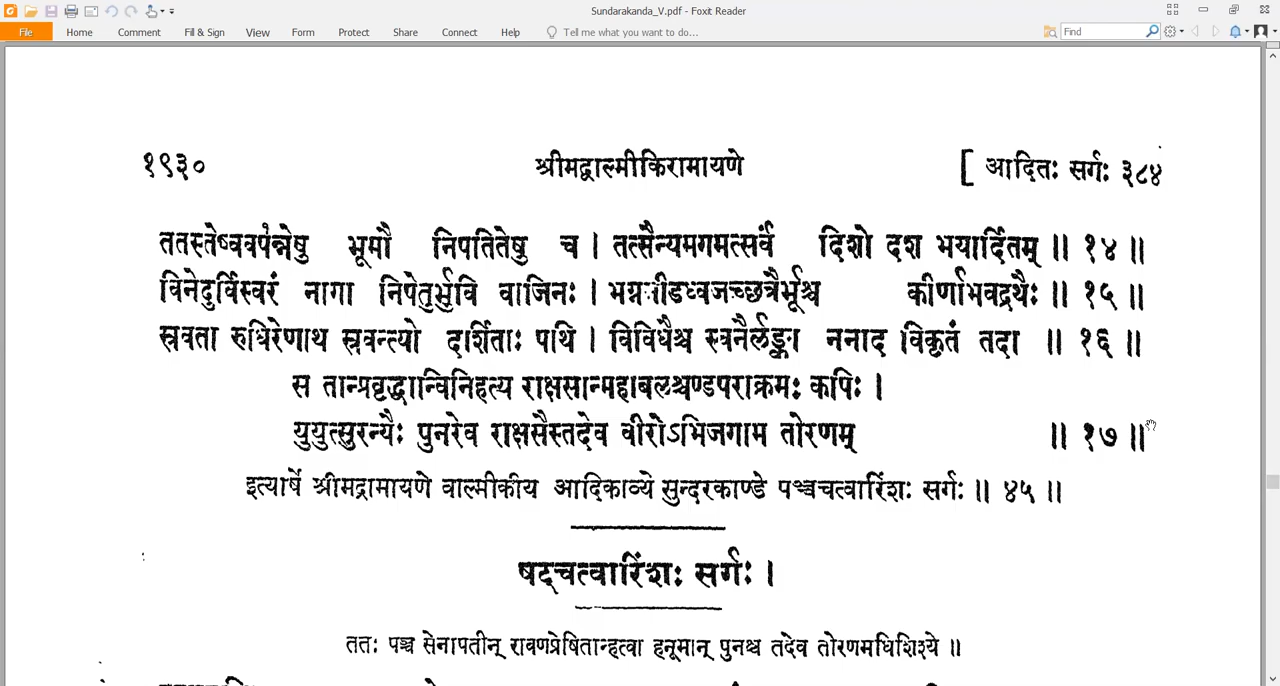 Sundarakanda_V.pdf - Foxit Reader
File Home Comment Fill & Sign View Form Protect Share Connect Help Tell me what you want to do... Find
१९३० श्रीमद्वाल्मीकिरामायणे [ आदितः सर्गः ३८४
ततस्तेष्ववपन्नेषु भूमौ निपतितेषु च । तत्सैन्यमगमत्सर्वं दिशो दश भयार्दितम् ॥ १४ ॥
विनेदुर्विस्वरं नागा निपेतुर्भुवि वाजिनः । भग्ननीडध्वजच्छत्रैर्भूश्च कीर्णाभवद्रथैः ॥ १५ ॥
स्रवता रुधिरेणाथ स्रवन्त्यो दर्शिताः पथि । विविधैश्च स्वनैर्लङ्का ननाद विकृतं तदा ॥ १६ ॥
स तान्प्रवृद्धान्विनिहत्य राक्षसान्महाबलश्चण्डपराक्रमः कपिः ।
युयुत्सुरन्यैः पुनरेव राक्षसैस्तदेव वीरोऽभिजगाम तोरणम् ॥ १७ ॥
इत्यार्षे श्रीमद्रामायणे वाल्मीकीय आदिकाव्ये सुन्दरकाण्डे पञ्चचत्वारिंशः सर्गः ॥ ४५ ॥
षट्चत्वारिंशः सर्गः ।
ततः पञ्च सेनापतीन् रावणप्रेषितान्हत्वा हनूमान् पुनश्च तदेव तोरणमधिशिश्ये ॥